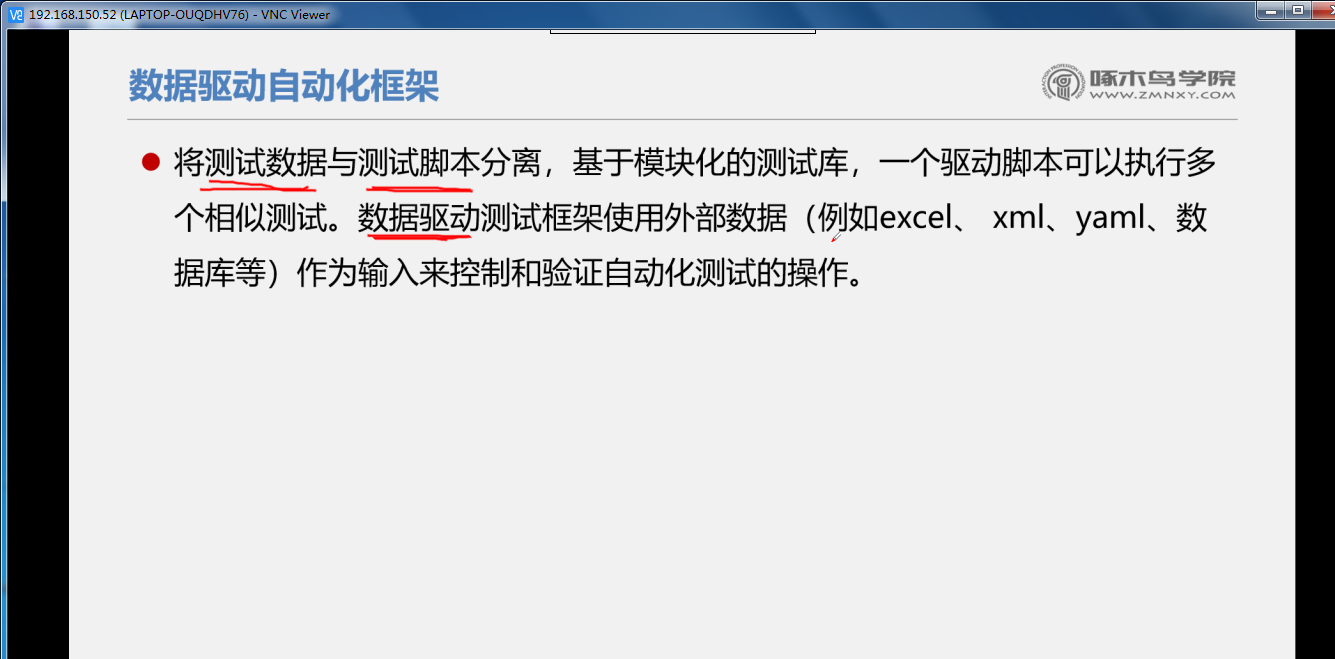 192.168.150.52 (LAPTOP-OUQDHV76) - VNC Viewer
数据驱动自动化框架
啄木鸟学院
WWW.ZMNXY.COM
将测试数据与测试脚本分离，基于模块化的测试库，一个驱动脚本可以执行多
个相似测试。数据驱动测试框架使用外部数据（例如excel、 xml、yaml、数
据库等）作为输入来控制和验证自动化测试的操作。